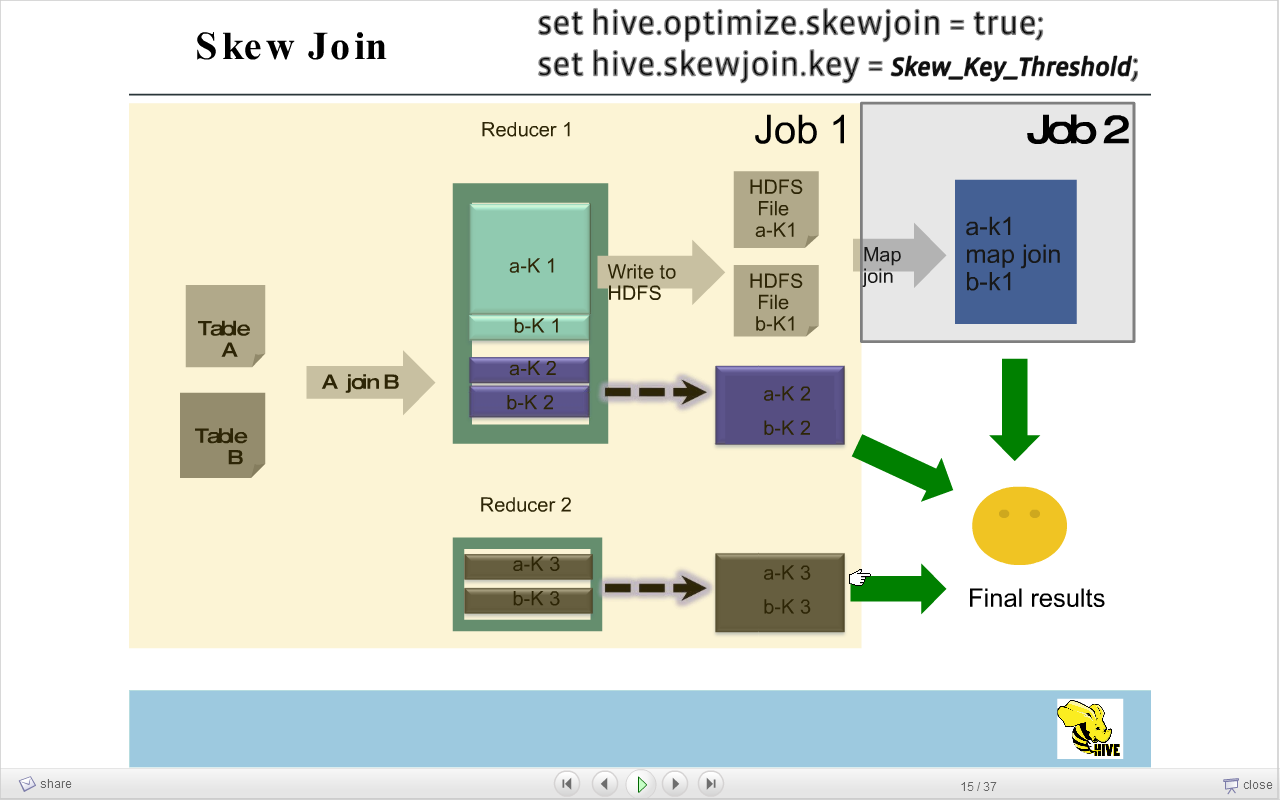 Skew Join
set hive.optimize.skewjoin = true;
set hive.skewjoin.key = Skew_Key_Threshold;
Reducer 1
Job 1
Job 2
a-K 1
b-K 1
a-K 2
b-K 2
Write to
HDFS
HDFS
File
a-K1
HDFS
File
b-K1
Map
join
a-k1
map join
b-k1
Table
A
Table
B
A join B
a-K 2
b-K 2
Reducer 2
a-K 3
b-K 3
a-K 3
b-K 3
Final results
HIVE
share
15 / 37
close